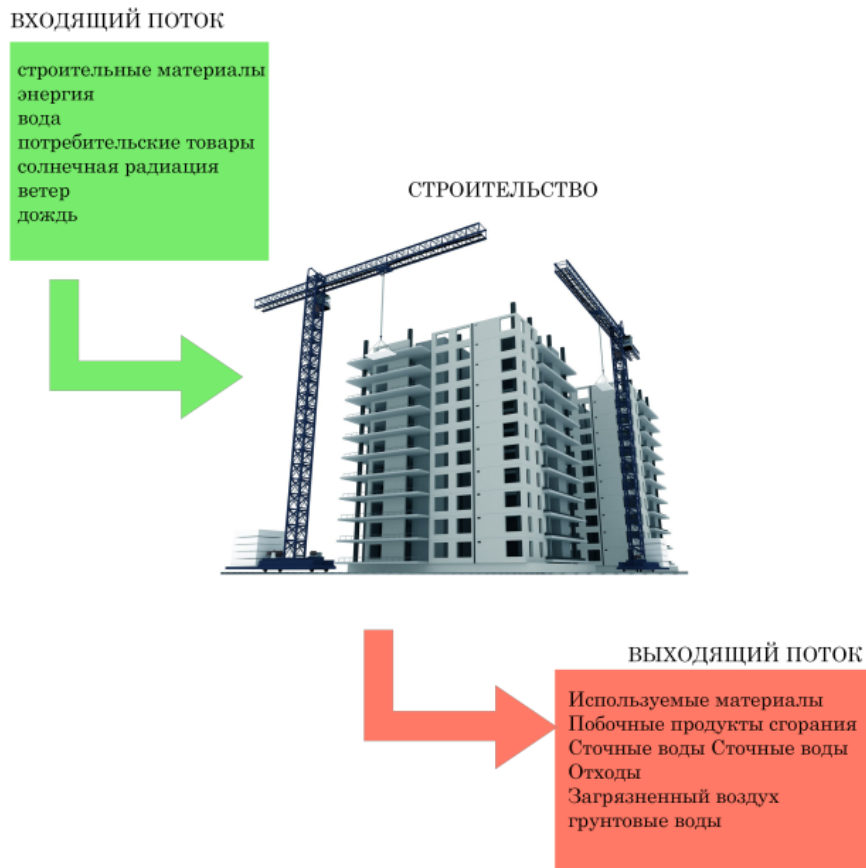 ВХОДЯЩИЙ ПОТОК
строительные материалы
энергия
вода
потребительские товары
солнечная радиация
ветер
дождь
СТРОИТЕЛЬСТВО
ВЫХОДЯЩИЙ ПОТОК
Используемые материалы
Побочные продукты сгорания
Сточные воды Сточные воды
Отходы
Загрязненный воздух
грунтовые воды